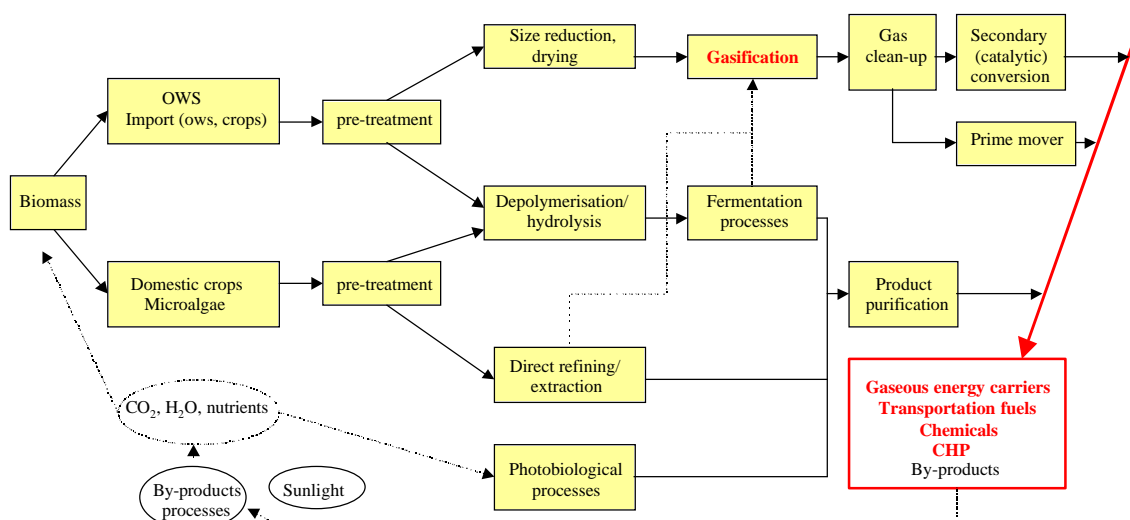 Size reduction,
drying
Gasification
Gas
clean-up
Secondary
(catalytic)
conversion
OWS
Import (ows, crops)
pre-treatment
Prime mover
Biomass
Depolymerisation/
hydrolysis
Fermentation
processes
Domestic crops
Microalgae
pre-treatment
Product
purification
Direct refining/
extraction
CO₂, H₂O, nutrients
Gaseous energy carriers
Transportation fuels
Chemicals
CHP
By-products
Photobiological
processes
By-products
processes
Sunlight